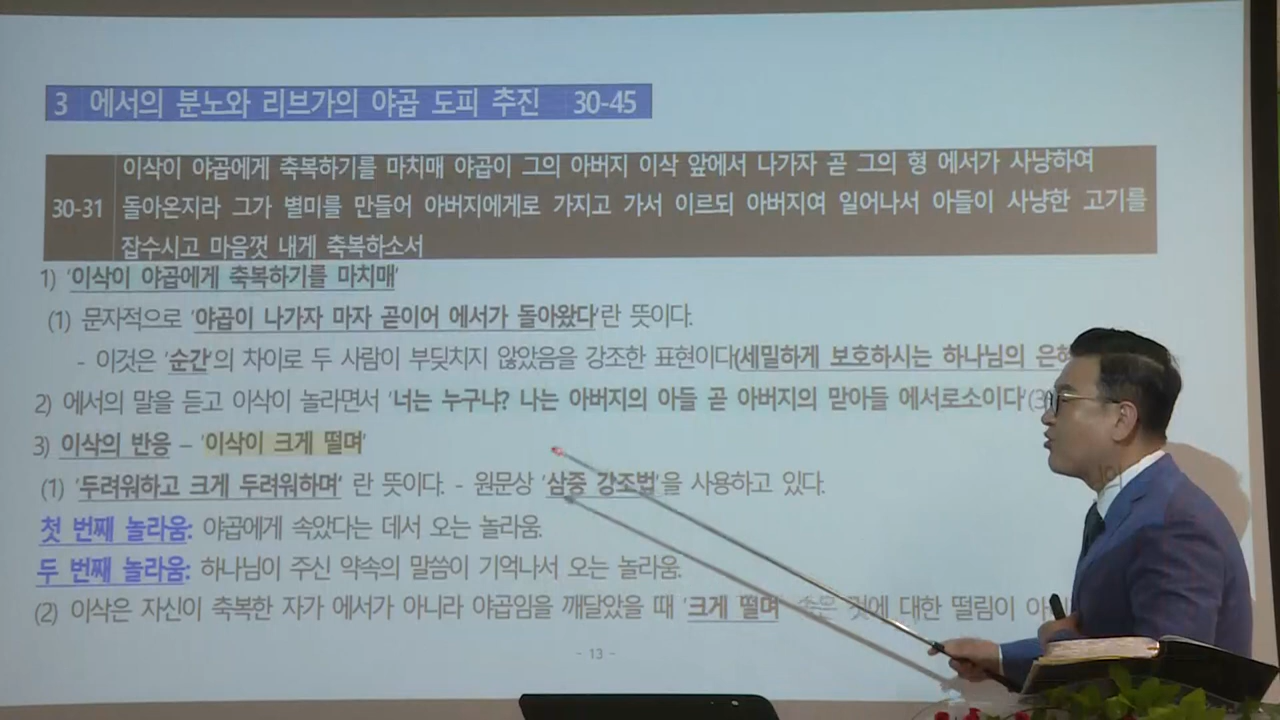 3 에서의 분노와 리브가의 야곱 도피 추진 30-45
이삭이 야곱에게 축복하기를 마치매 야곱이 그의 아버지 이삭 앞에서 나가자 곧 그의 형 에서가 사냥하여
30-31 돌아온지라 그가 별미를 만들어 아버지에게로 가지고 가서 이르되 아버지여 일어나서 아들이 사냥한 고기를
잡수시고 마음껏 내게 축복하소서
1) '이삭이 야곱에게 축복하기를 마치매'
(1) 문자적으로 '야곱이 나가자 마자 곧이어 에서가 돌아왔다'란 뜻이다.
- 이것은 '순간'의 차이로 두 사람이 부딪치지 않았음을 강조한 표현이다(세밀하게 보호하시는 하나님의
2) 에서의 말을 듣고 이삭이 놀라면서 '너는 누구냐? 나는 아버지의 아들 곧 아버지의 맏아들 에서로소이다'
3) 이삭의 반응 – '이삭이 크게 떨며'
(1) '두려워하고 크게 두려워하며' 란 뜻이다. - 원문상 '삼중 강조법'을 사용하고 있다.
첫 번째 놀라움: 야곱에게 속았다는 데서 오는 놀라움.
두 번째 놀라움: 하나님이 주신 약속의 말씀이 기억나서 오는 놀라움.
(2) 이삭은 자신이 축복한 자가 에서가 아니라 야곱임을 깨달았을 때 '크게 떨며' 속은 것에 대한 떨림이
- 13 -